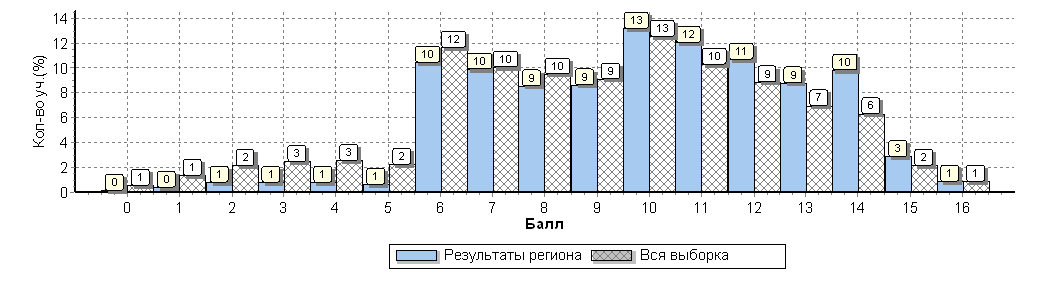 Кол-во уч.(%)
14
12
10
8
6
4
2
0
0 1 0 1 1 2 1 3 1 3 1 2 10 12 10 10 9 10 9 9 13 13 12 10 11 9 9 7 10 6 3 2 1 1
0 1 2 3 4 5 6 7 8 9 10 11 12 13 14 15 16
Балл
Результаты региона Вся выборка